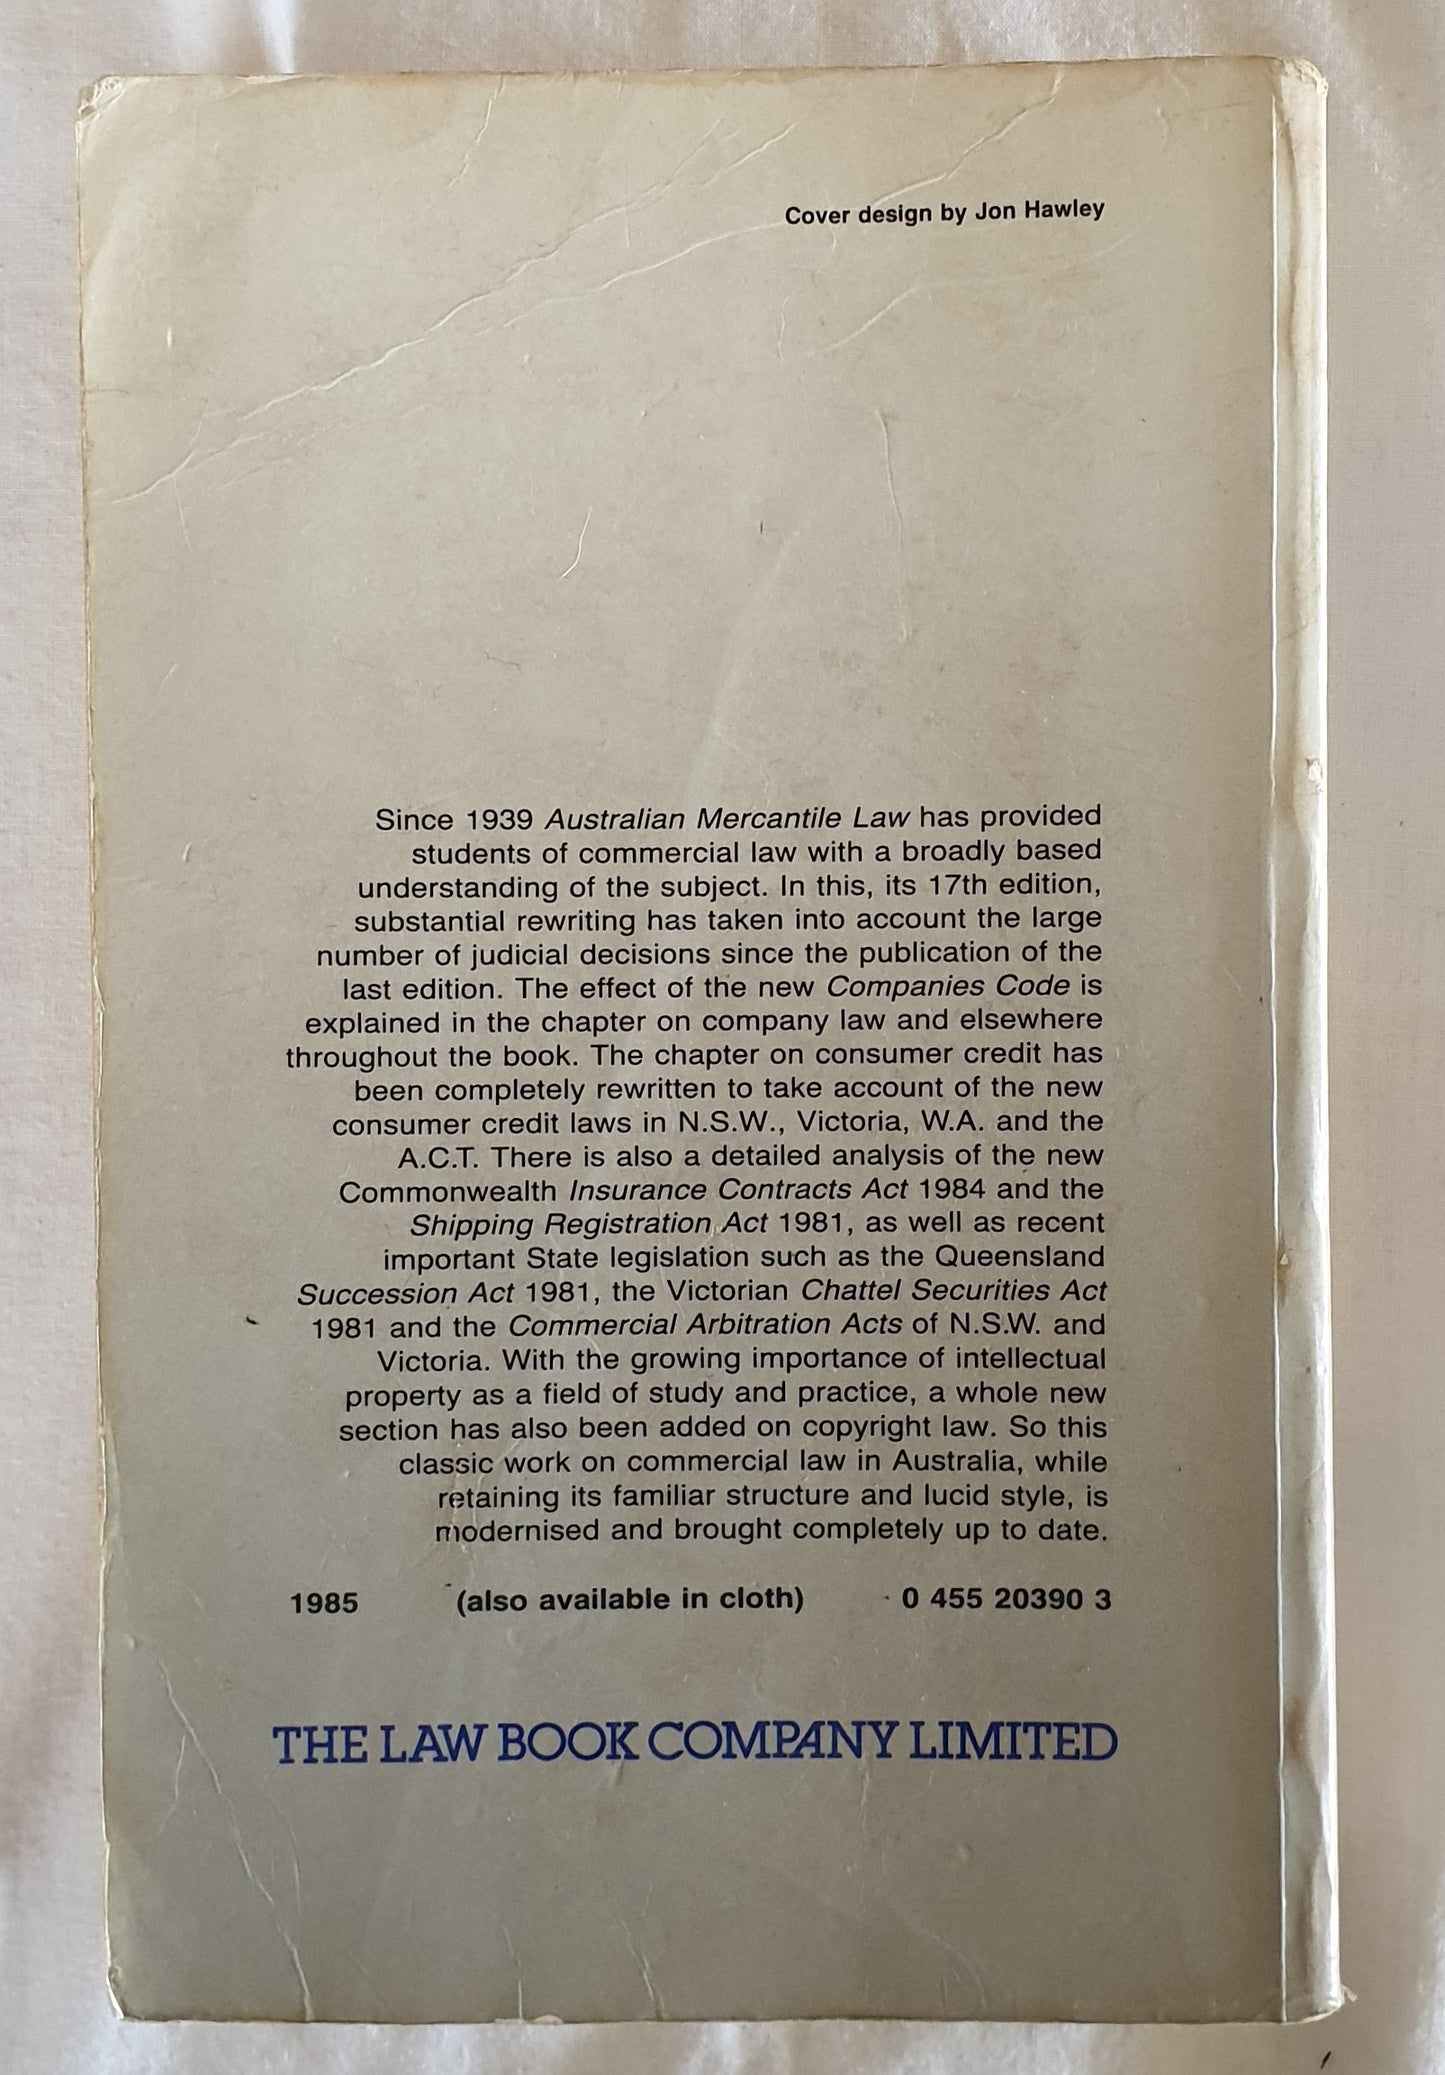 Cover design by Jon Hawley
Since 1939 Australian Mercantile Law has provided
students of commercial law with a broadly based
understanding of the subject. In this, its 17th edition,
substantial rewriting has taken into account the large
number of judicial decisions since the publication of the
last edition. The effect of the new Companies Code is
explained in the chapter on company law and elsewhere
throughout the book. The chapter on consumer credit has
been completely rewritten to take account of the new
consumer credit laws in N.S.W., Victoria, W.A. and the
A.C.T. There is also a detailed analysis of the new
Commonwealth Insurance Contracts Act 1984 and the
Shipping Registration Act 1981, as well as recent
important State legislation such as the Queensland
Succession Act 1981, the Victorian Chattel Securities Act
1981 and the Commercial Arbitration Acts of N.S.W. and
Victoria. With the growing importance of intellectual
property as a field of study and practice, a whole new
section has also been added on copyright law. So this
classic work on commercial law in Australia, while
retaining its familiar structure and lucid style, is
modernised and brought completely up to date.
1985 (also available in cloth) 0 455 20390 3
THE LAW BOOK COMPANY LIMITED